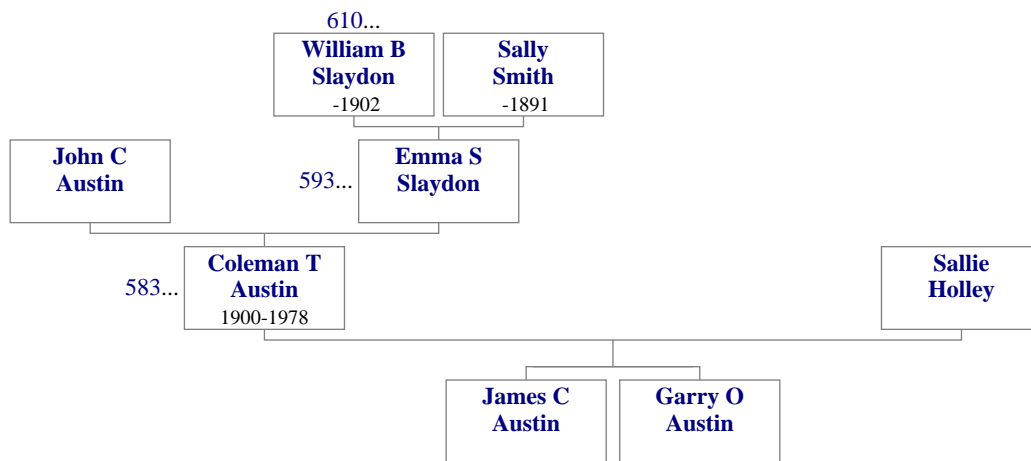 610...
William B
Slaydon
-1902
Sally
Smith
-1891
John C
Austin
593...
Emma S
Slaydon
583...
Coleman T
Austin
1900-1978
Sallie
Holley
James C
Austin
Garry O
Austin